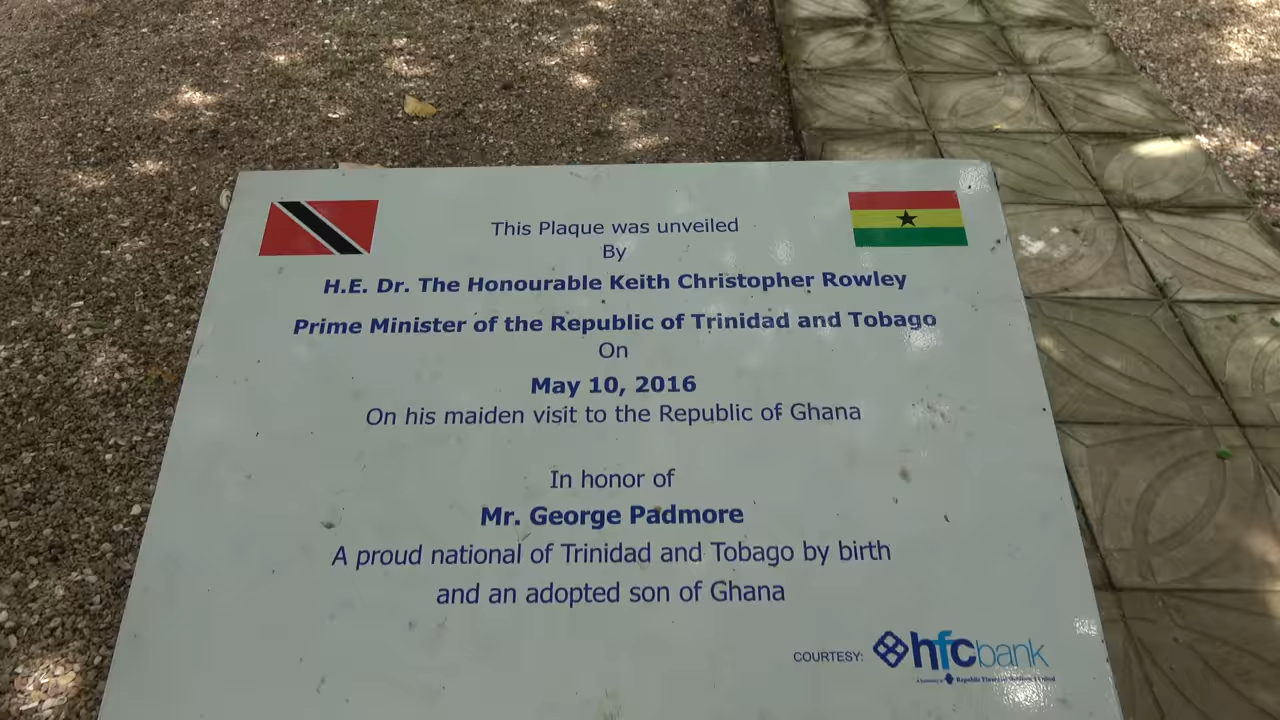 This Plaque was unveiled
By
H.E. Dr. The Honourable Keith Christopher Rowley
Prime Minister of the Republic of Trinidad and Tobago
On
May 10, 2016
On his maiden visit to the Republic of Ghana
In honor of
Mr. George Padmore
A proud national of Trinidad and Tobago by birth
and an adopted son of Ghana
COURTESY: hfcbank
Republic